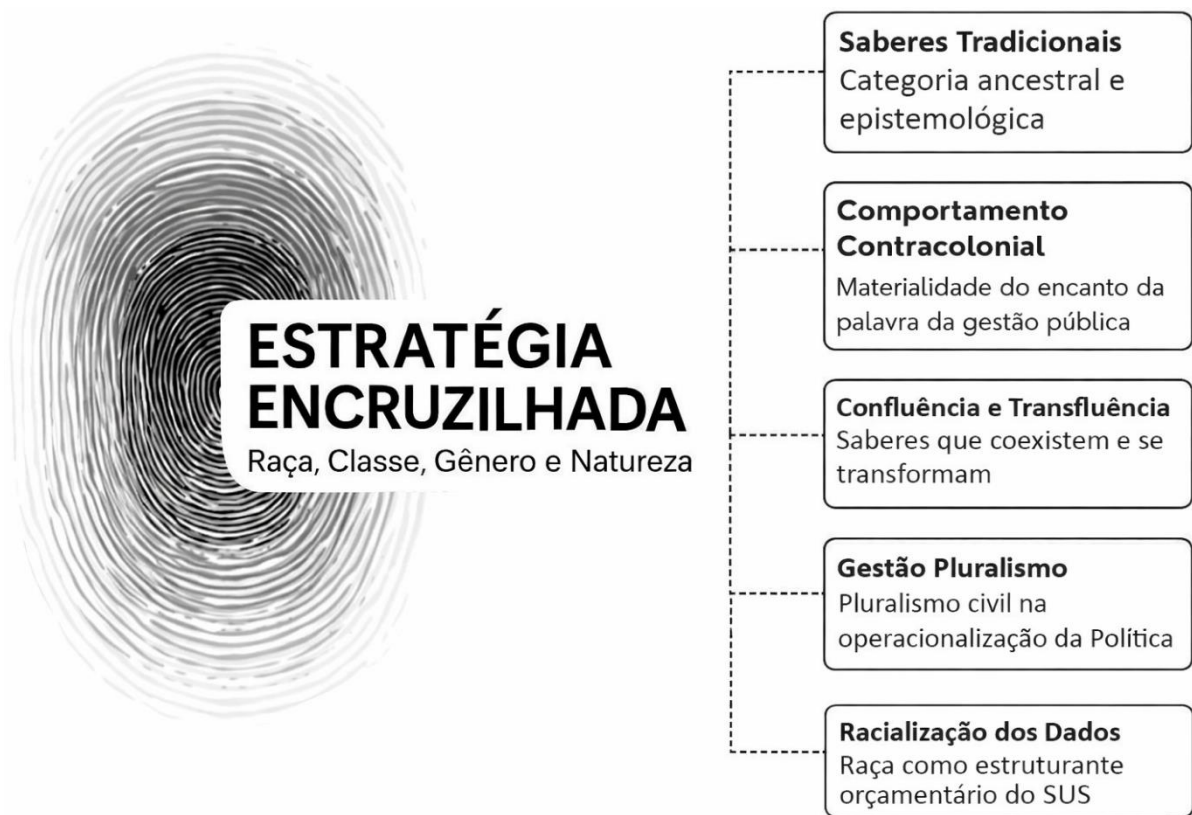 ESTRATÉGIA
ENCRUZILHADA
Raça, Classe, Gênero e Natureza
Saberes Tradicionais
Categoria ancestral e
epistemológica
Comportamento
Contracolonial
Materialidade do encanto da
palavra da gestão pública
Confluência e Transfluência
Saberes que coexistem e se
transformam
Gestão Pluralismo
Pluralismo civil na
operacionalização da Política
Racialização dos Dados
Raça como estruturante
orçamentário do SUS